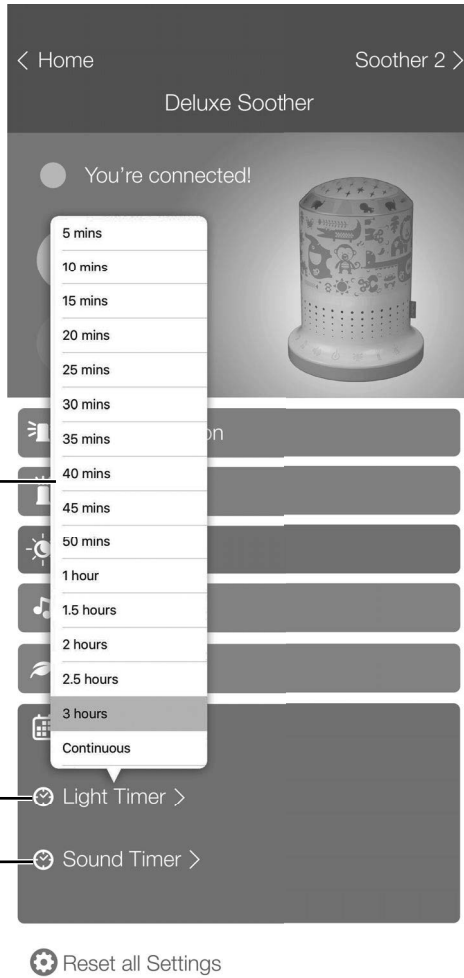 Home
Soother 2
Deluxe Soother
You're connected!
5 mins
10 mins
15 mins
20 mins
25 mins
30 mins
35 mins
on
40 mins
45 mins
50 mins
1 hour
1.5 hours
2 hours
2.5 hours
3 hours
Continuous
Light Timer
Sound Timer
Reset all Settings